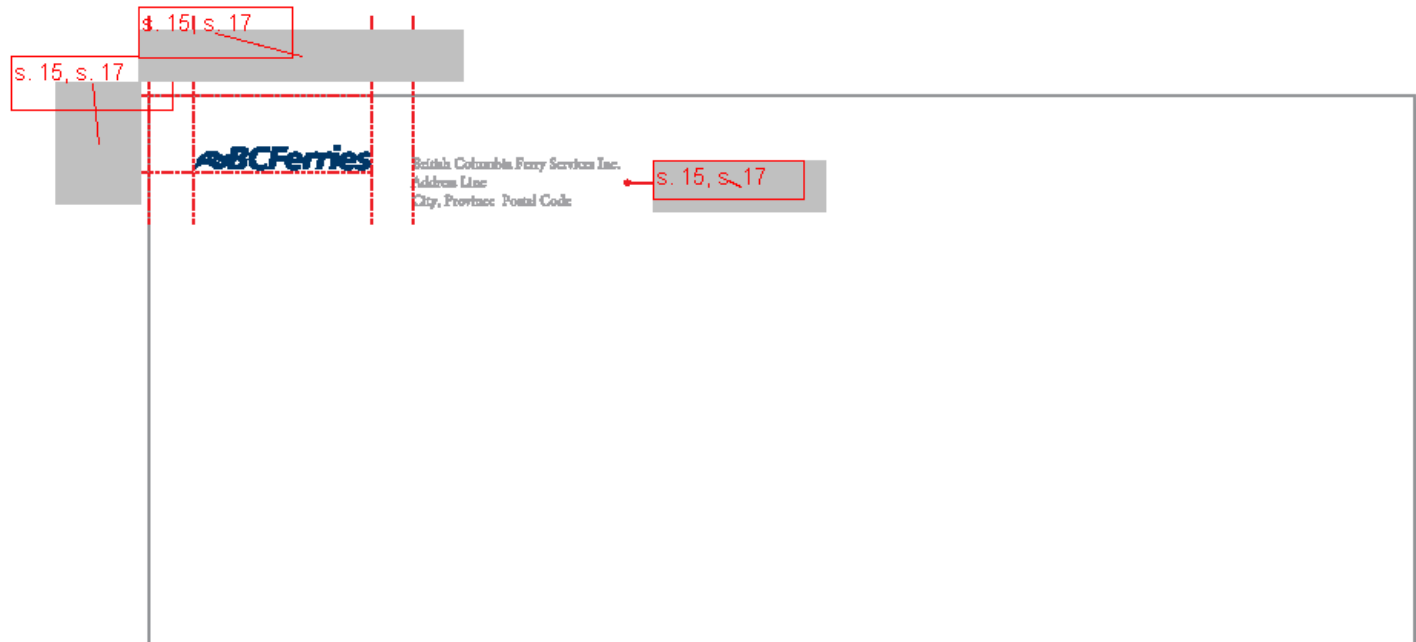 s. 15, s. 17
s. 15, s. 17
BCFerries
British Columbia Ferry Services Inc.
Address Line
City, Province Postal Code
s. 15, s. 17